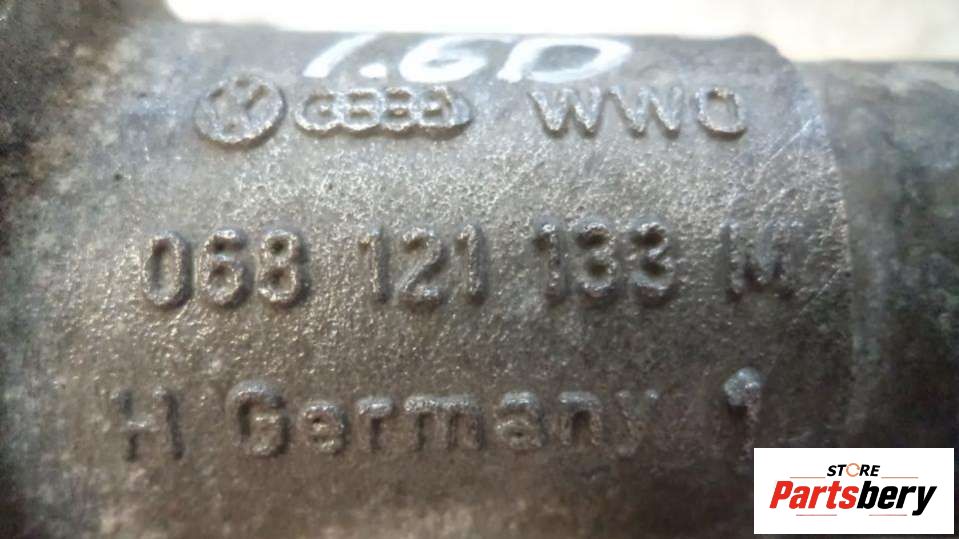 1.6D
WWO
068 121 133 M
H Germany 1
STORE
Partsbery